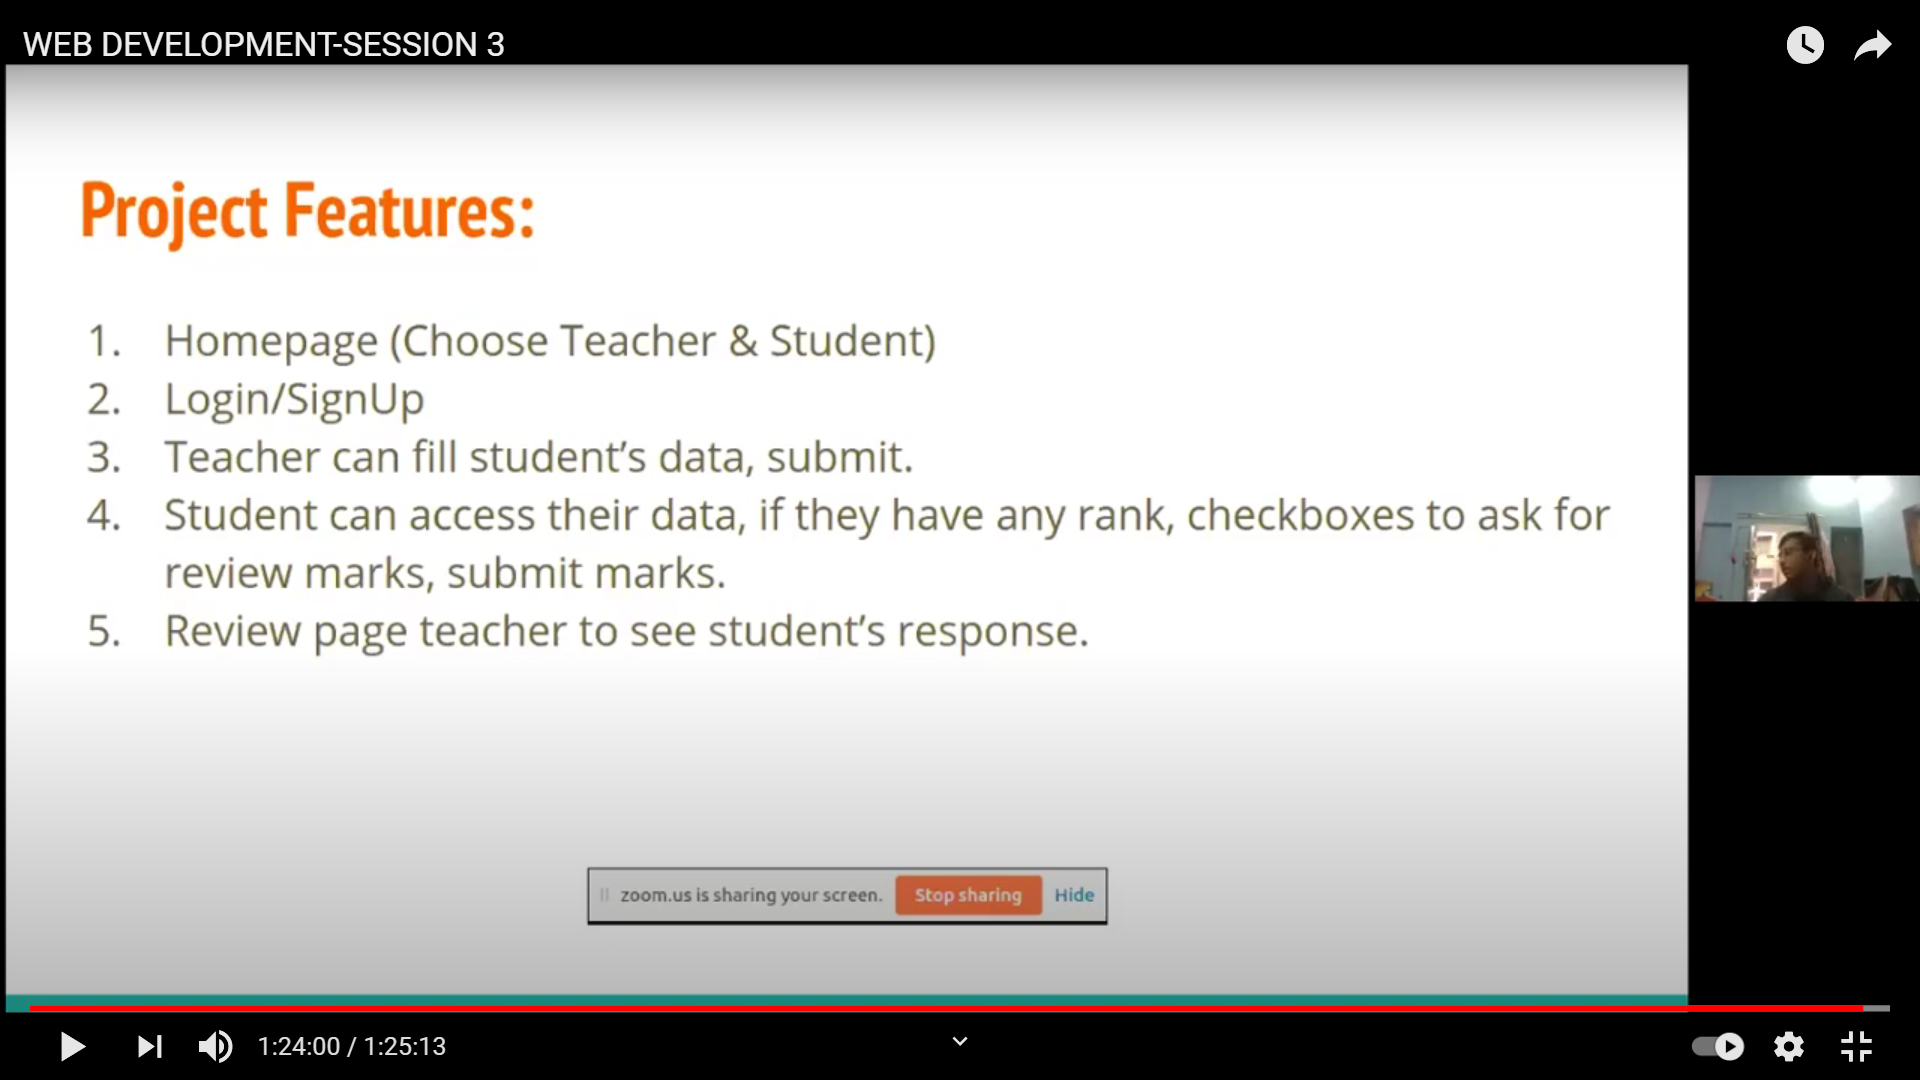 WEB DEVELOPMENT-SESSION 3
Project Features:
1. Homepage (Choose Teacher & Student)
2. Login/SignUp
3. Teacher can fill student’s data, submit.
4. Student can access their data, if they have any rank, checkboxes to ask for
review marks, submit marks.
5. Review page teacher to see student’s response.
zoom.us is sharing your screen. Stop sharing Hide
1:24:00 / 1:25:13